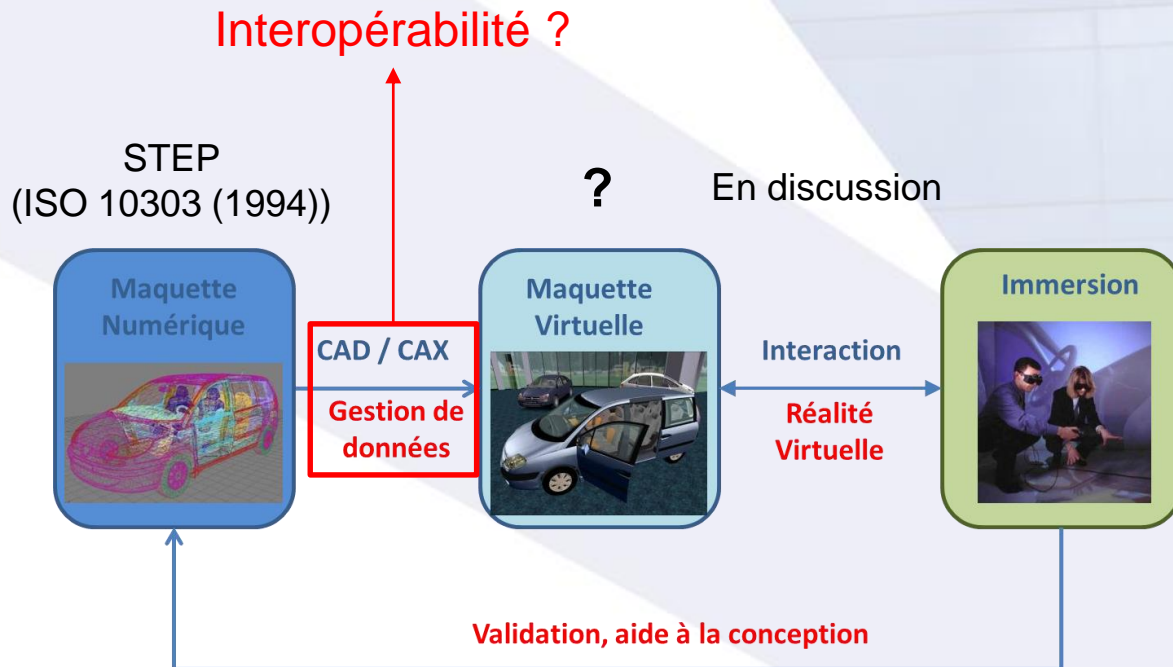 Interopérabilité ?
STEP
(ISO 10303 (1994))
?
En discussion
Maquette
Numérique
CAD / CAX
Gestion de
données
Maquette
Virtuelle
Interaction
Réalité
Virtuelle
Immersion
Validation, aide à la conception